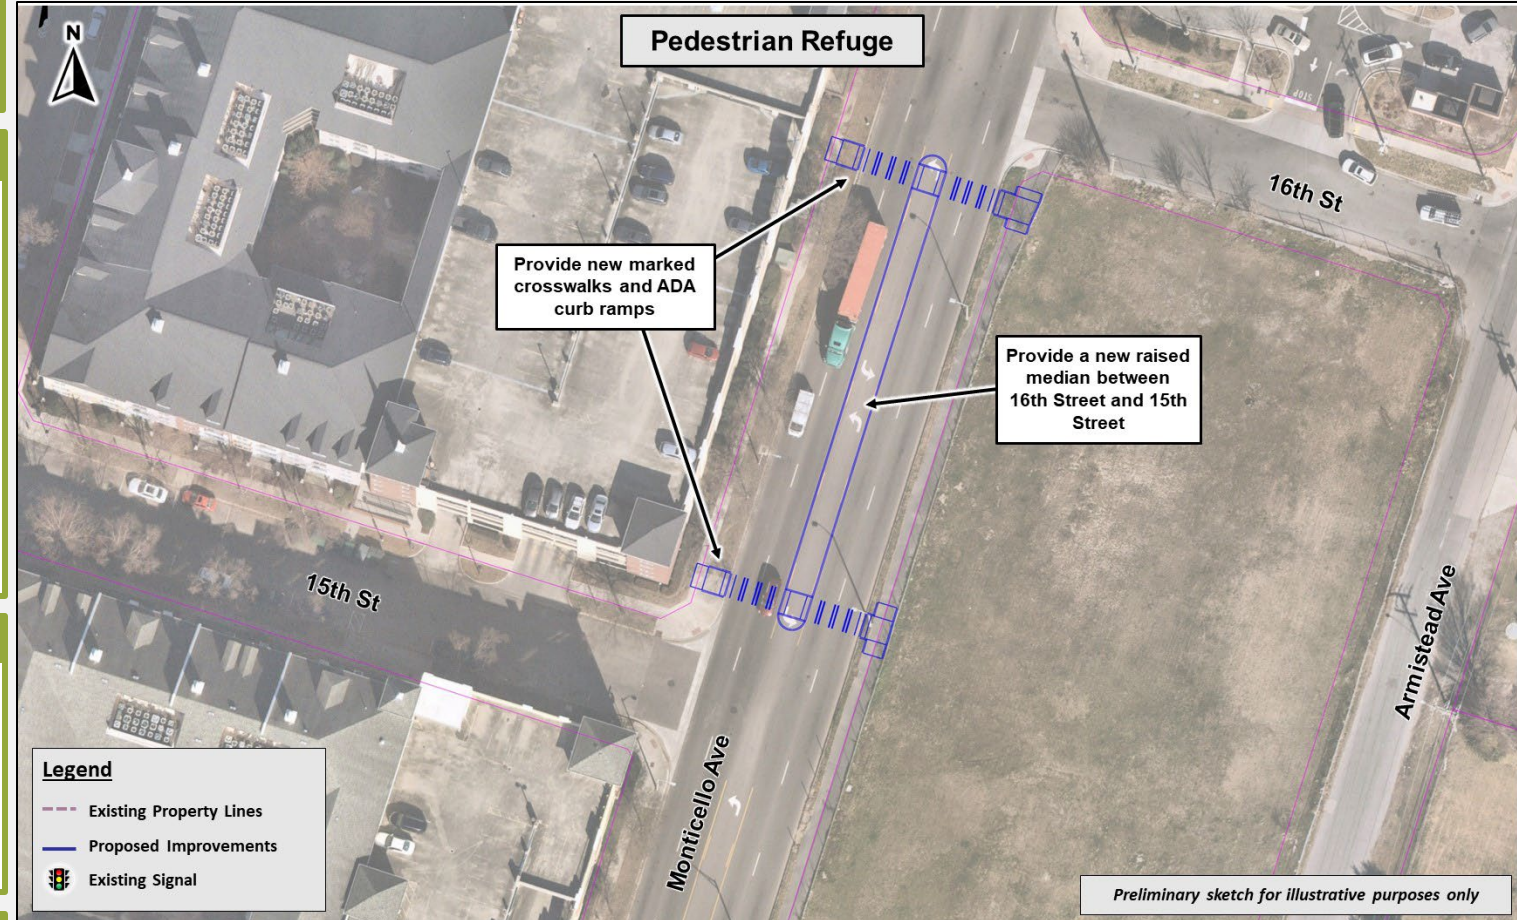 N
Pedestrian Refuge
STOP
16th St
Provide new marked
crosswalks and ADA
curb ramps
Provide a new raised
median between
16th Street and 15th
Street
15th St
Armistead Ave
Monticello Ave
Legend
Existing Property Lines
Proposed Improvements
Existing Signal
Preliminary sketch for illustrative purposes only